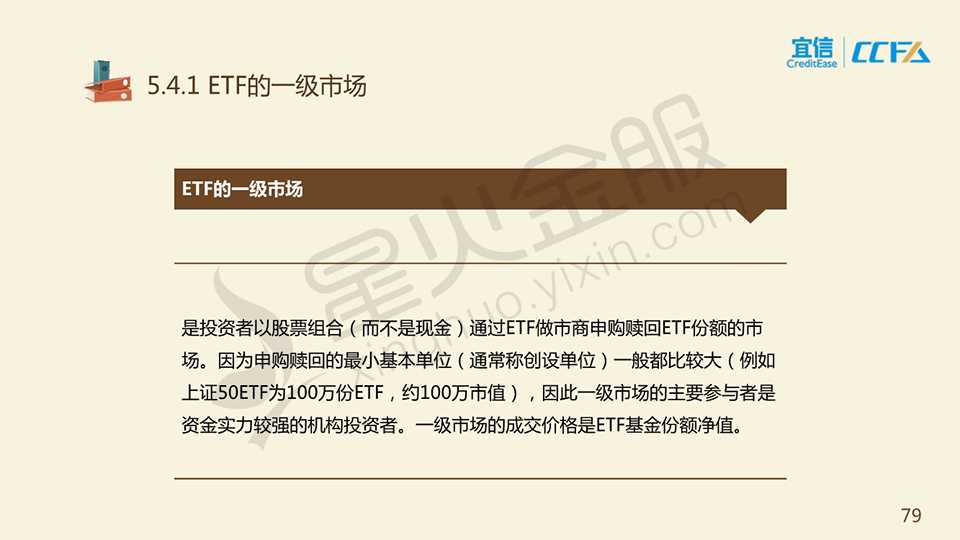 宜信
CreditEase
CCFA
5.4.1 ETF的一级市场
ETF的一级市场
星火金服
xinghuo.yixin.com
是投资者以股票组合（而不是现金）通过ETF做市商申购赎回ETF份额的市
场。因为申购赎回的最小基本单位（通常称创设单位）一般都比较大（例如
上证50ETF为100万份ETF，约100万市值），因此一级市场的主要参与者是
资金实力较强的机构投资者。一级市场的成交价格是ETF基金份额净值。
79